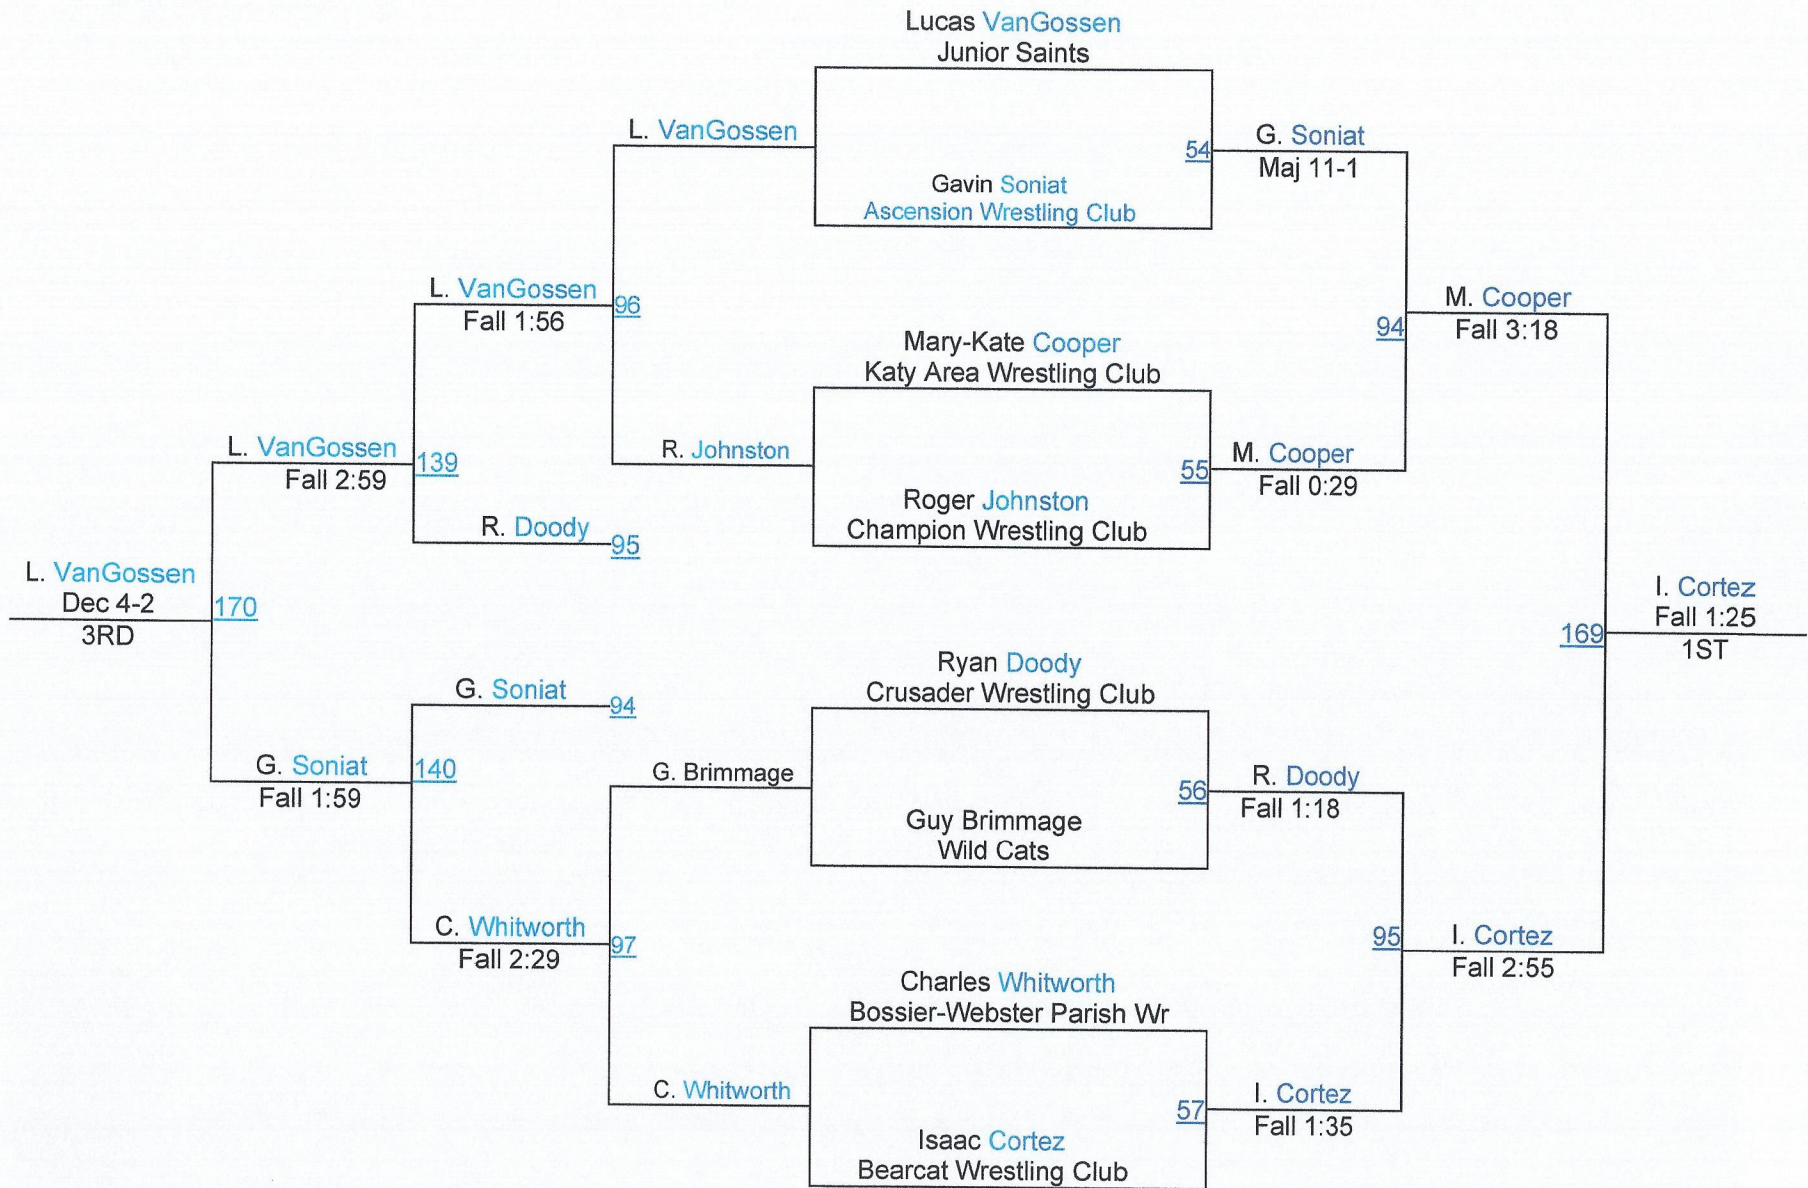 Lucas VanGossen
Junior Saints
L. VanGossen
54
G. Soniat
Maj 11-1
Gavin Soniat
Ascension Wrestling Club
L. VanGossen
Fall 1:56
96
M. Cooper
Fall 3:18
94
Mary-Kate Cooper
Katy Area Wrestling Club
L. VanGossen
Fall 2:59
139
R. Johnston
55
M. Cooper
Fall 0:29
Roger Johnston
Champion Wrestling Club
R. Doody
95
L. VanGossen
Dec 4-2
3RD
170
I. Cortez
Fall 1:25
1ST
169
Ryan Doody
Crusader Wrestling Club
G. Soniat
94
G. Soniat
Fall 1:59
140
G. Brimmage
56
R. Doody
Fall 1:18
Guy Brimmage
Wild Cats
C. Whitworth
Fall 2:29
97
95
I. Cortez
Fall 2:55
Charles Whitworth
Bossier-Webster Parish Wr
C. Whitworth
57
I. Cortez
Fall 1:35
Isaac Cortez
Bearcat Wrestling Club